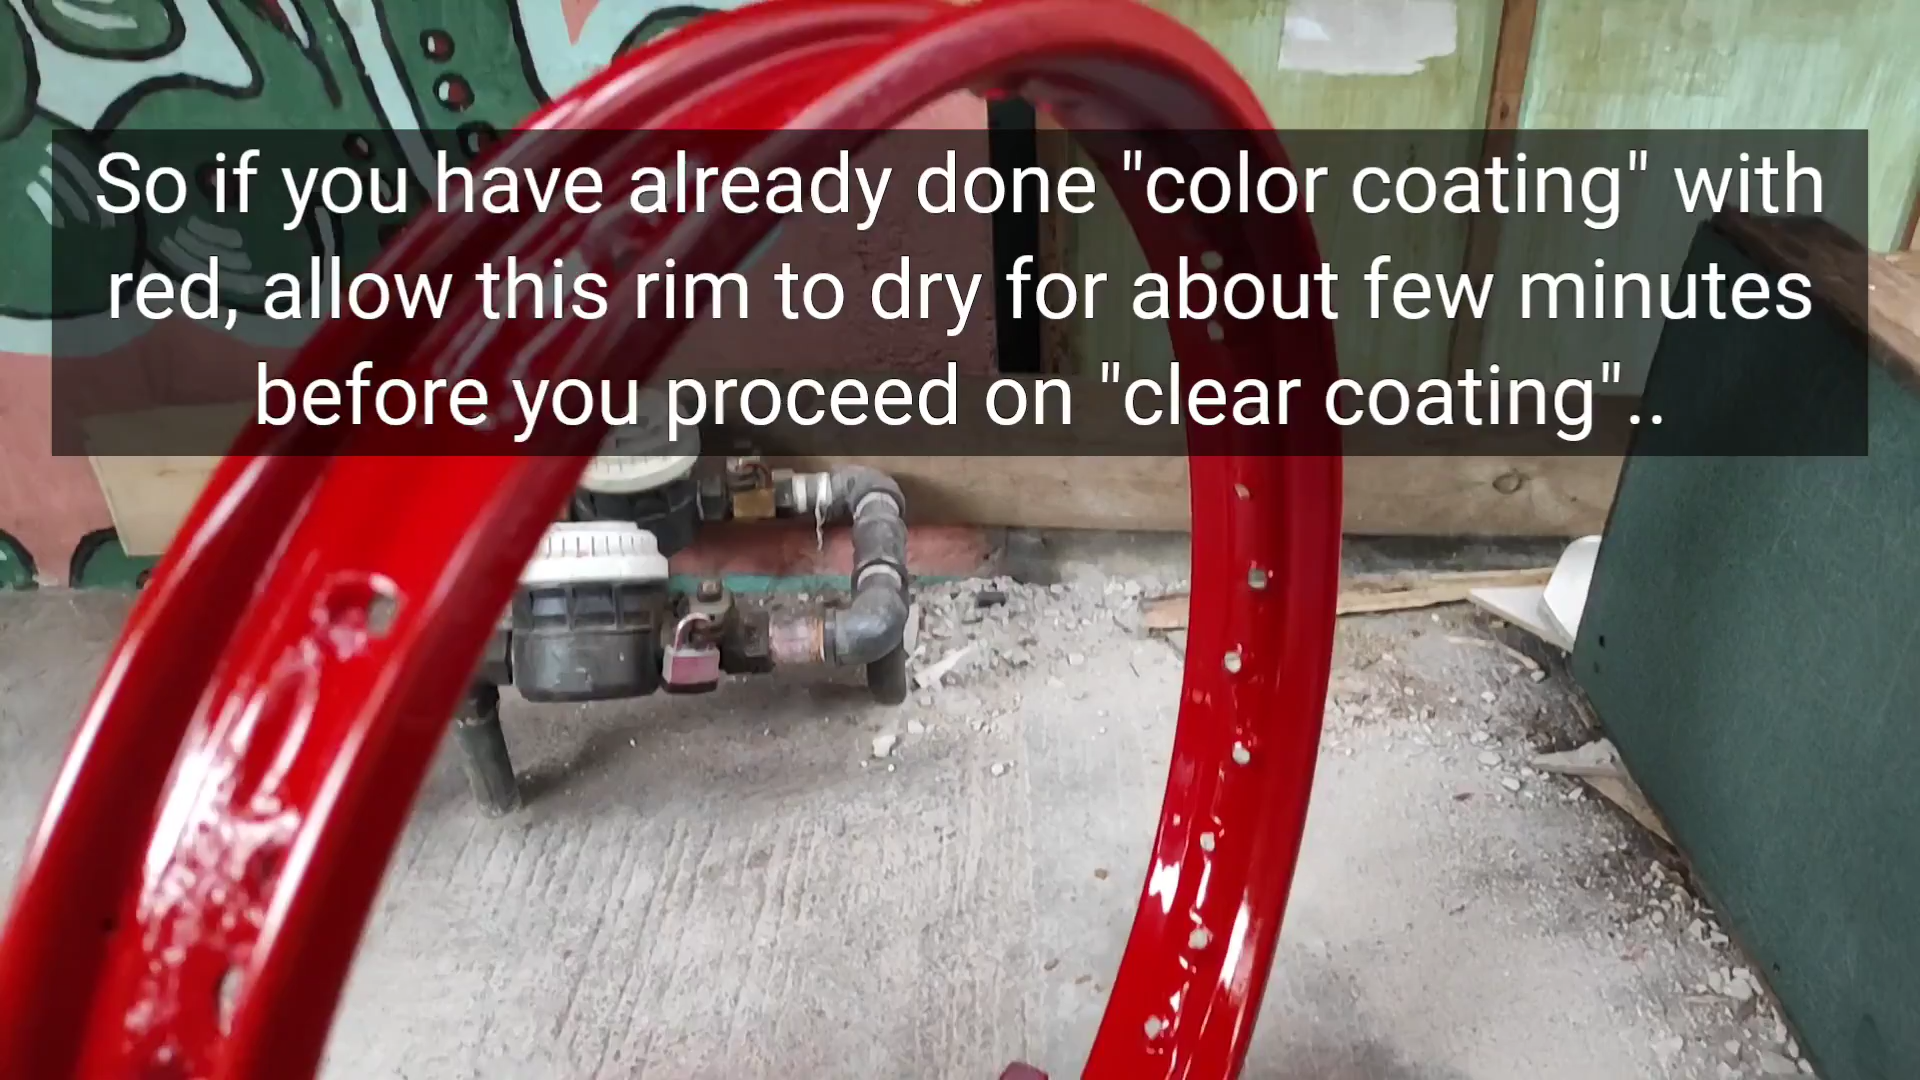 So if you have already done "color coating" with
red, allow this rim to dry for about few minutes
before you proceed on "clear coating"..